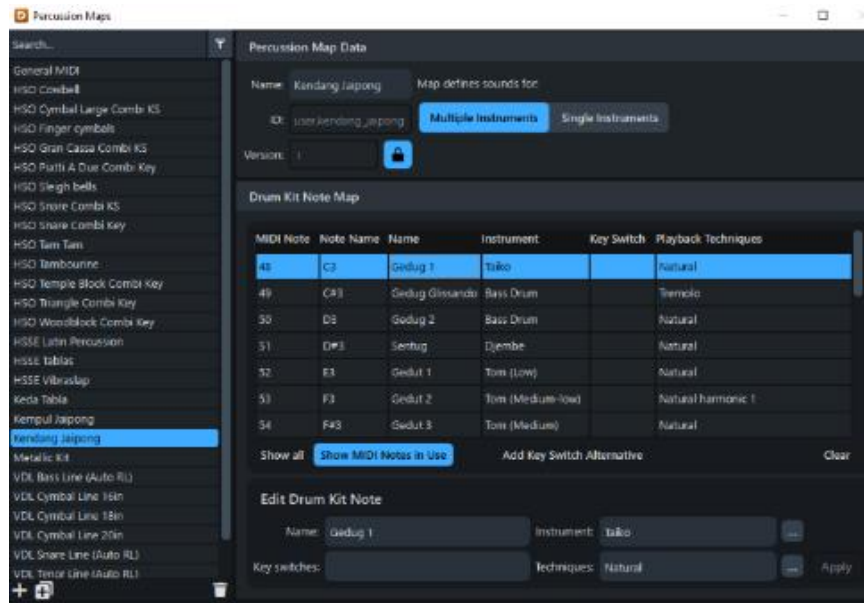 Percussion Maps
Search...
General MIDI
HSO Cowbell
HSO Cymbal Large Combi KS
HSO Finger cymbals
HSO Gran Cassa Combi KS
HSO Piatti A Due Combi Key
HSO Sleigh bells
HSO Snare Combi KS
HSO Snare Combi Key
HSO Tam Tam
HSO Tambourine
HSO Temple Block Combi Key
HSO Triangle Combi Key
HSO Woodblock Combi Key
HSSE Latin Percussion
HSSE Tablas
HSSE Vibraslap
Keda Tabla
Kempul Jaipong
Kendang Jaipong
Metallic Kit
VDL Bass Line (Auto RL)
VDL Cymbal Line 16in
VDL Cymbal Line 18in
VDL Cymbal Line 20in
VDL Snare Line (Auto RL)
VDL Tenor Line (Auto RL)
Percussion Map Data
Name: Kendang Jaipong Map defines sounds for:
ID: user.kendang_jaipong Multiple Instruments Single Instruments
Version: 1
Drum Kit Note Map
MIDI Note Note Name Name Instrument Key Switch Playback Techniques
48 C3 Gedug 1 Taiko Natural
49 C#3 Gedug Glissando Bass Drum Tremolo
50 D3 Gedug 2 Bass Drum Natural
51 D#3 Sentug Djembe Natural
52 E3 Gedut 1 Tom (Low) Natural
53 F3 Gedut 2 Tom (Medium-low) Natural harmonic 1
54 F#3 Gedut 3 Tom (Medium) Natural
Show all Show MIDI Notes in Use Add Key Switch Alternative Clear
Edit Drum Kit Note
Name: Gedug 1 Instrument: Taiko ...
Key switches: Techniques: Natural ... Apply